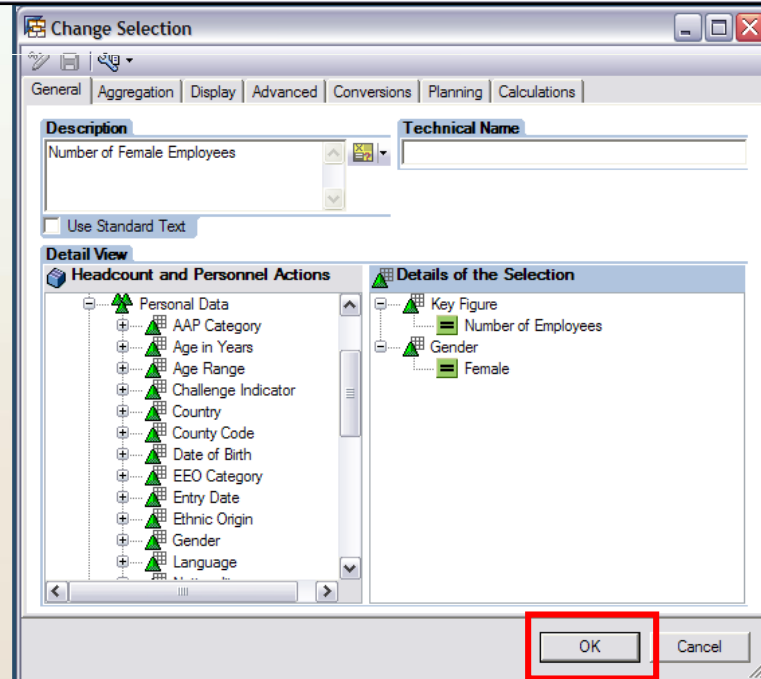 Change Selection
General Aggregation Display Advanced Conversions Planning Calculations
Description
Technical Name
Number of Female Employees
Use Standard Text
Detail View
Headcount and Personnel Actions
Details of the Selection
Personal Data
AAP Category
Age in Years
Age Range
Challenge Indicator
Country
County Code
Date of Birth
EEO Category
Entry Date
Ethnic Origin
Gender
Language
Key Figure
Number of Employees
Gender
Female
OK Cancel